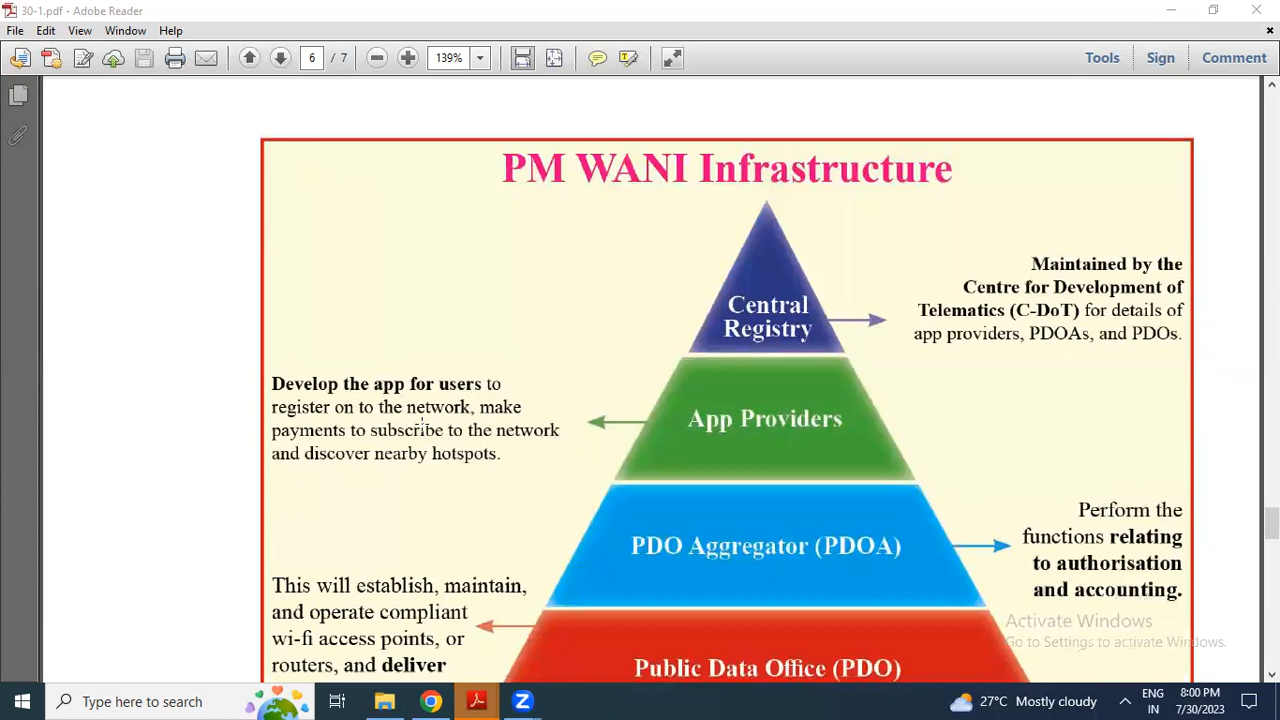 30-1.pdf - Adobe Reader
File Edit View Window Help
6 / 7
139%
Tools Sign Comment
PM WANI Infrastructure
Central
Registry
Maintained by the
Centre for Development of
Telematics (C-DoT) for details of
app providers, PDOAs, and PDOs.
Develop the app for users to
register on to the network, make
payments to subscribe to the network
and discover nearby hotspots.
App Providers
PDO Aggregator (PDOA)
Perform the
functions relating
to authorisation
and accounting.
This will establish, maintain,
and operate compliant
wi-fi access points, or
routers, and deliver
Public Data Office (PDO)
Activate Windows
Go to Settings to activate Windows.
Type here to search
27°C Mostly cloudy
ENG
IN
8:00 PM
7/30/2023